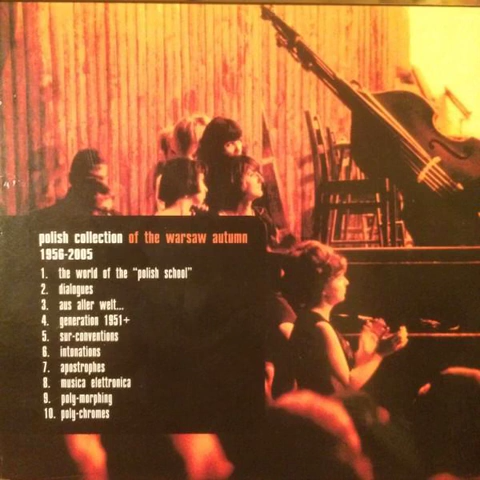 polish collection of the warsaw autumn
1956-2005
1. the world of the "polish school"
2. dialogues
3. aus aller welt...
4. generation 1951+
5. sur-conventions
6. intonations
7. apostrophes
8. musica elettronica
9. poly-morphing
10. poly-chromes